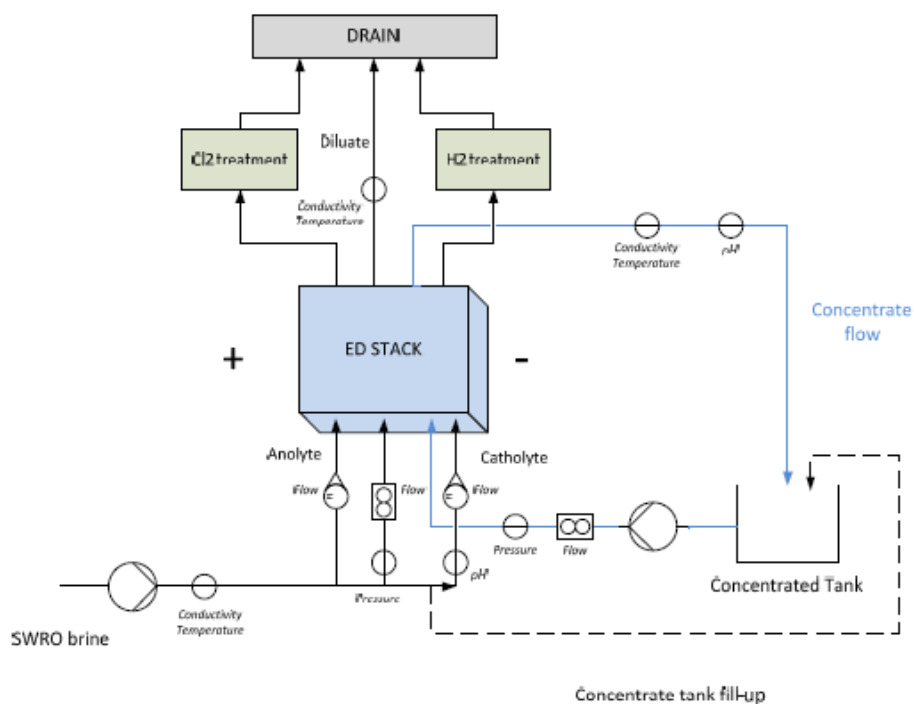 DRAIN
Cl2 treatment
Diluate
H2 treatment
Conductivity
Temperature
Conductivity
Temperature
pH
Concentrate
flow
+
ED STACK
-
Anolyte
Catholyte
Flow
Flow
Flow
Pressure
Flow
Concentrated Tank
pH
Pressure
Conductivity
Temperature
SWRO brine
Concentrate tank fill-up